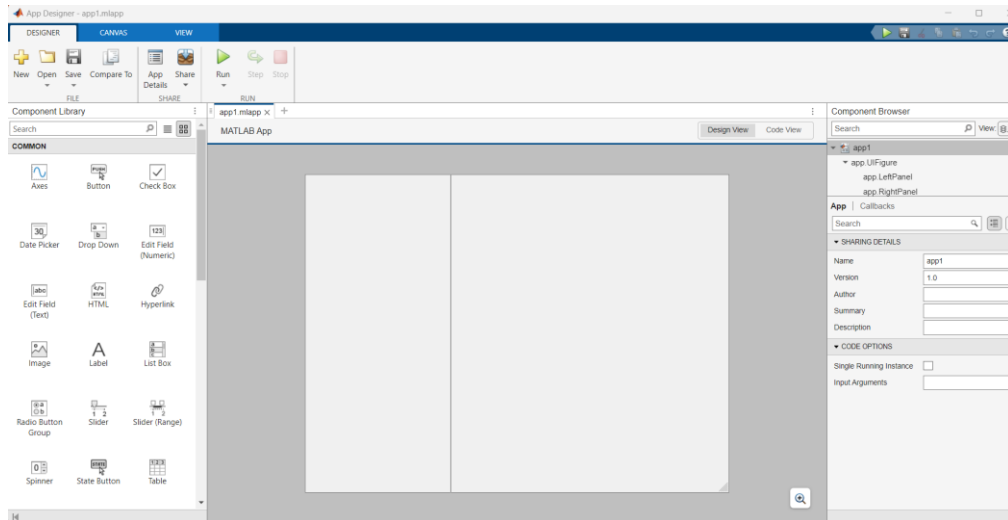 App Designer - app1.mlapp
DESIGNER CANVAS VIEW
New Open Save Compare To App Details Share Run Step Stop
FILE SHARE RUN
Component Library
Search
COMMON
Axes Button Check Box
Date Picker Drop Down Edit Field (Numeric)
Edit Field (Text) HTML Hyperlink
Image Label List Box
Radio Button Group Slider Slider (Range)
Spinner State Button Table
app1.mlapp
MATLAB App
Design View Code View
Component Browser
Search View:
app1
app.UIFigure
app.LeftPanel
app.RightPanel
App | Callbacks
Search
SHARING DETAILS
Name app1
Version 1.0
Author
Summary
Description
CODE OPTIONS
Single Running Instance
Input Arguments